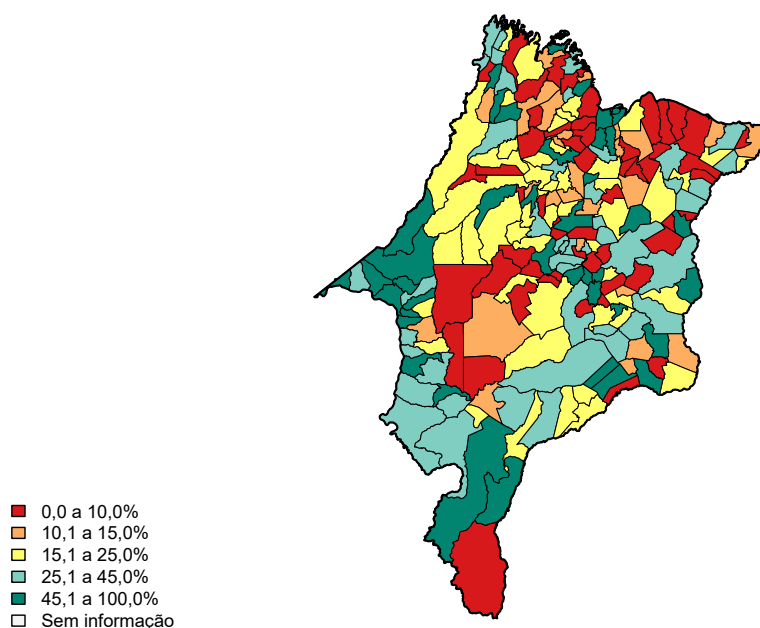 0,0 a 10,0%
10,1 a 15,0%
15,1 a 25,0%
25,1 a 45,0%
45,1 a 100,0%
Sem informação